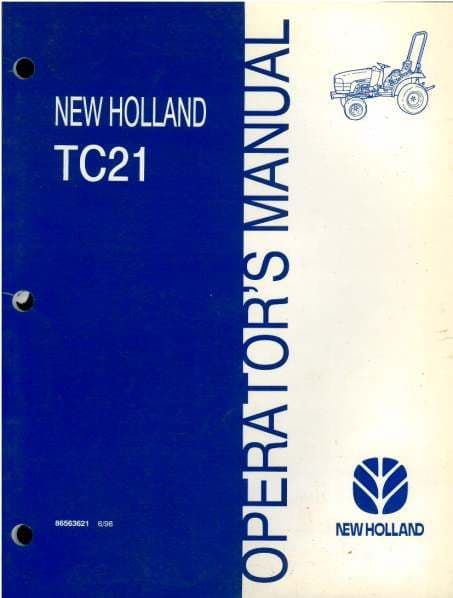 NEW HOLLAND
TC21
OPERATOR'S MANUAL
86563621 6/98
NEW HOLLAND